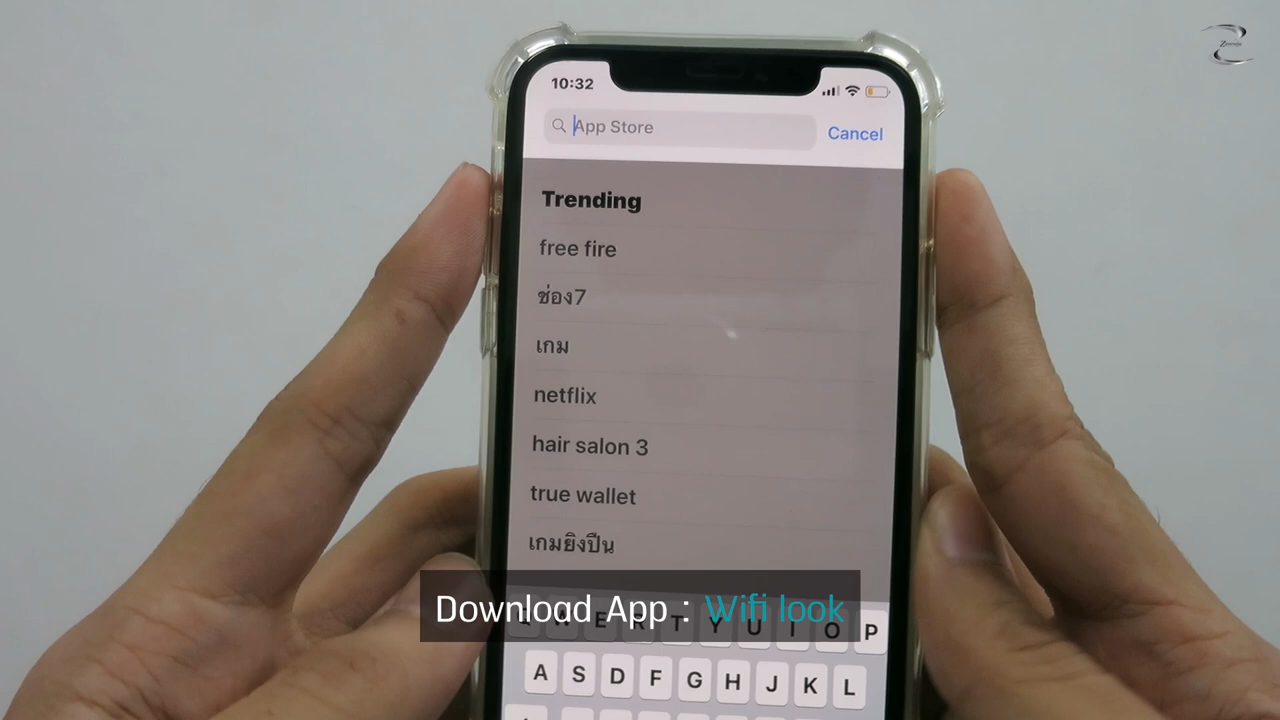 10:32
App Store
Cancel
Trending
free fire
ช่อง7
เกม
netflix
hair salon 3
true wallet
เกมยิงปืน
Download App : Wifi look
Q W E R T Y U I O P
A S D F G H J K L